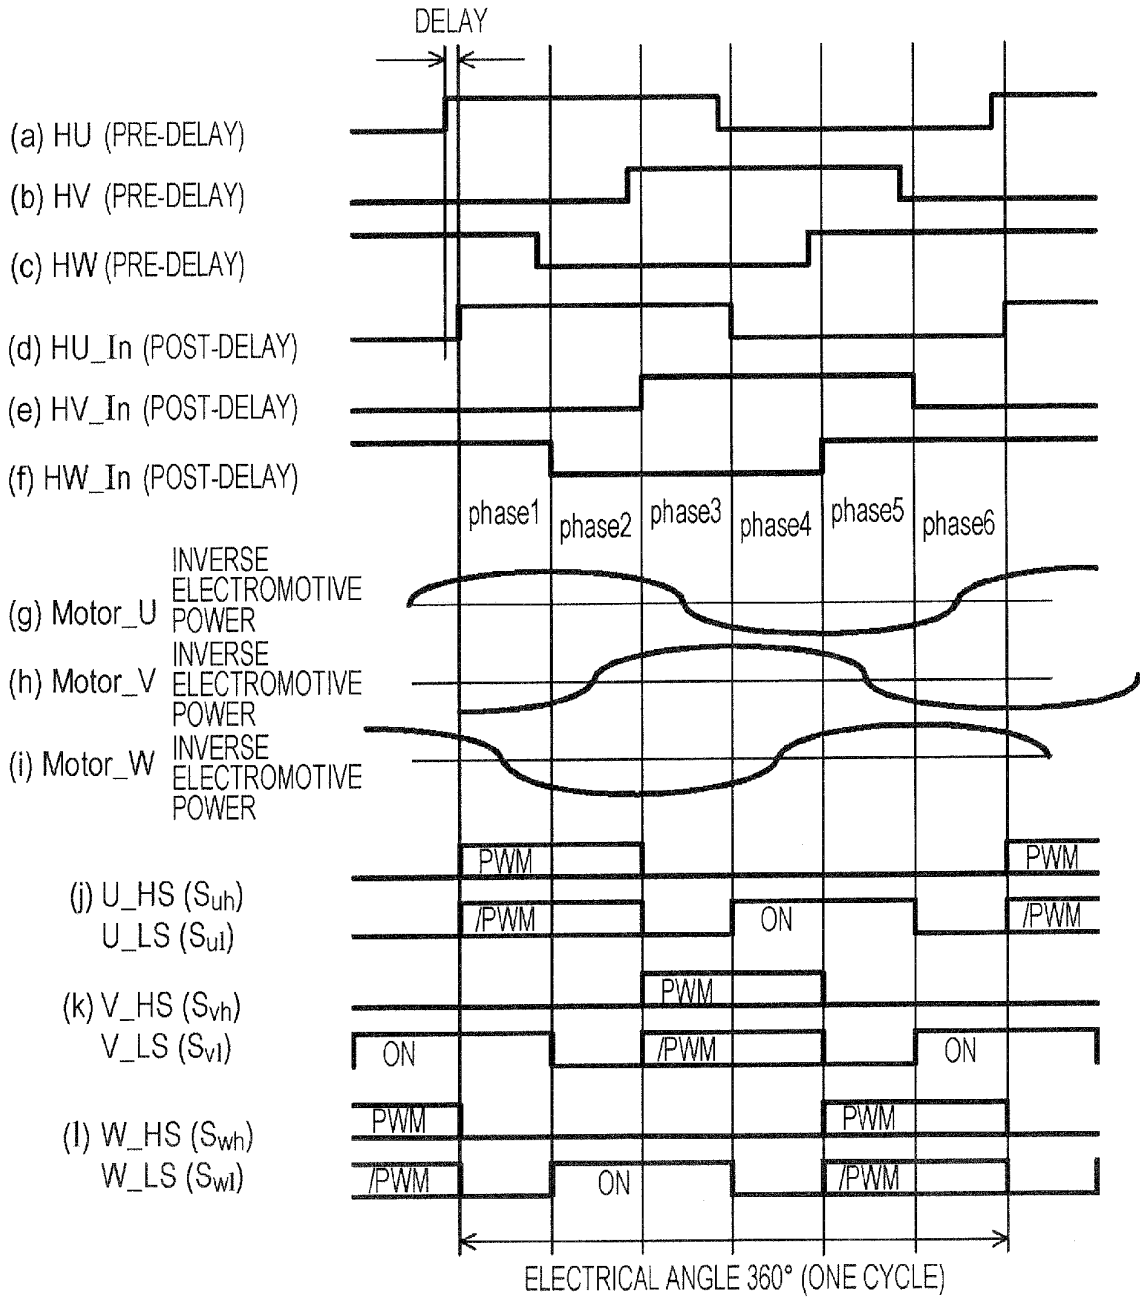 DELAY
(a) HU (PRE-DELAY)
(b) HV (PRE-DELAY)
(c) HW (PRE-DELAY)
(d) HU_In (POST-DELAY)
(e) HV_In (POST-DELAY)
(f) HW_In (POST-DELAY)
phase1 phase2 phase3 phase4 phase5 phase6
(g) Motor_U INVERSE
ELECTROMOTIVE
POWER
(h) Motor_V INVERSE
ELECTROMOTIVE
POWER
(i) Motor_W INVERSE
ELECTROMOTIVE
POWER
PWM PWM
(j) U_HS (Suh)
/PWM ON /PWM
U_LS (Sul)
PWM
(k) V_HS (Svh)
V_LS (Svl)
ON /PWM ON
PWM PWM
(l) W_HS (Swh)
W_LS (Swl)
/PWM ON /PWM
ELECTRICAL ANGLE 360° (ONE CYCLE)